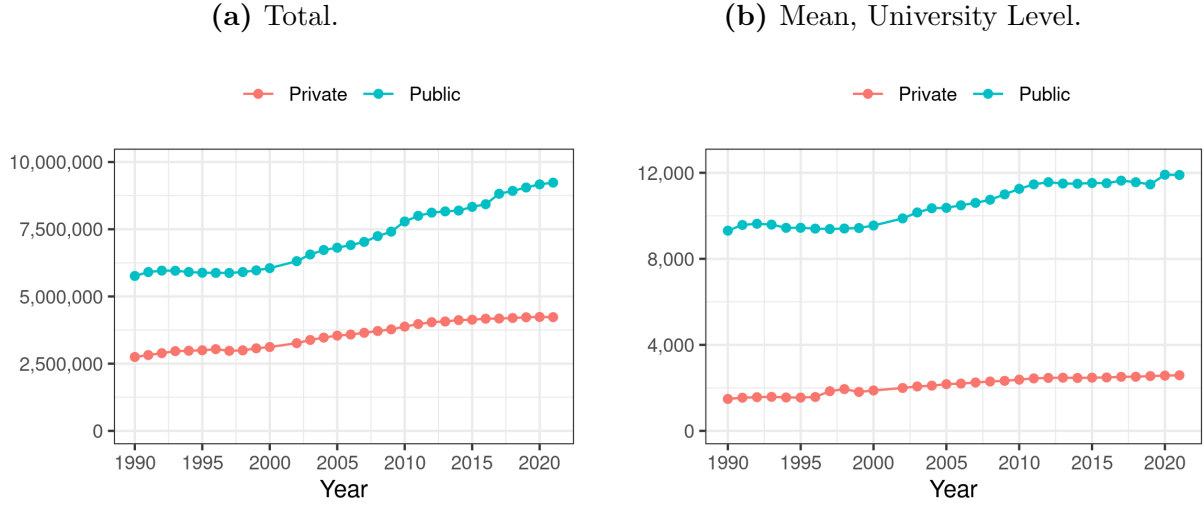 (a) Total.
Private Public
10,000,000
7,500,000
5,000,000
2,500,000
0
1990 1995 2000 2005 2010 2015 2020
Year
(b) Mean, University Level.
Private Public
12,000
8,000
4,000
0
1990 1995 2000 2005 2010 2015 2020
Year